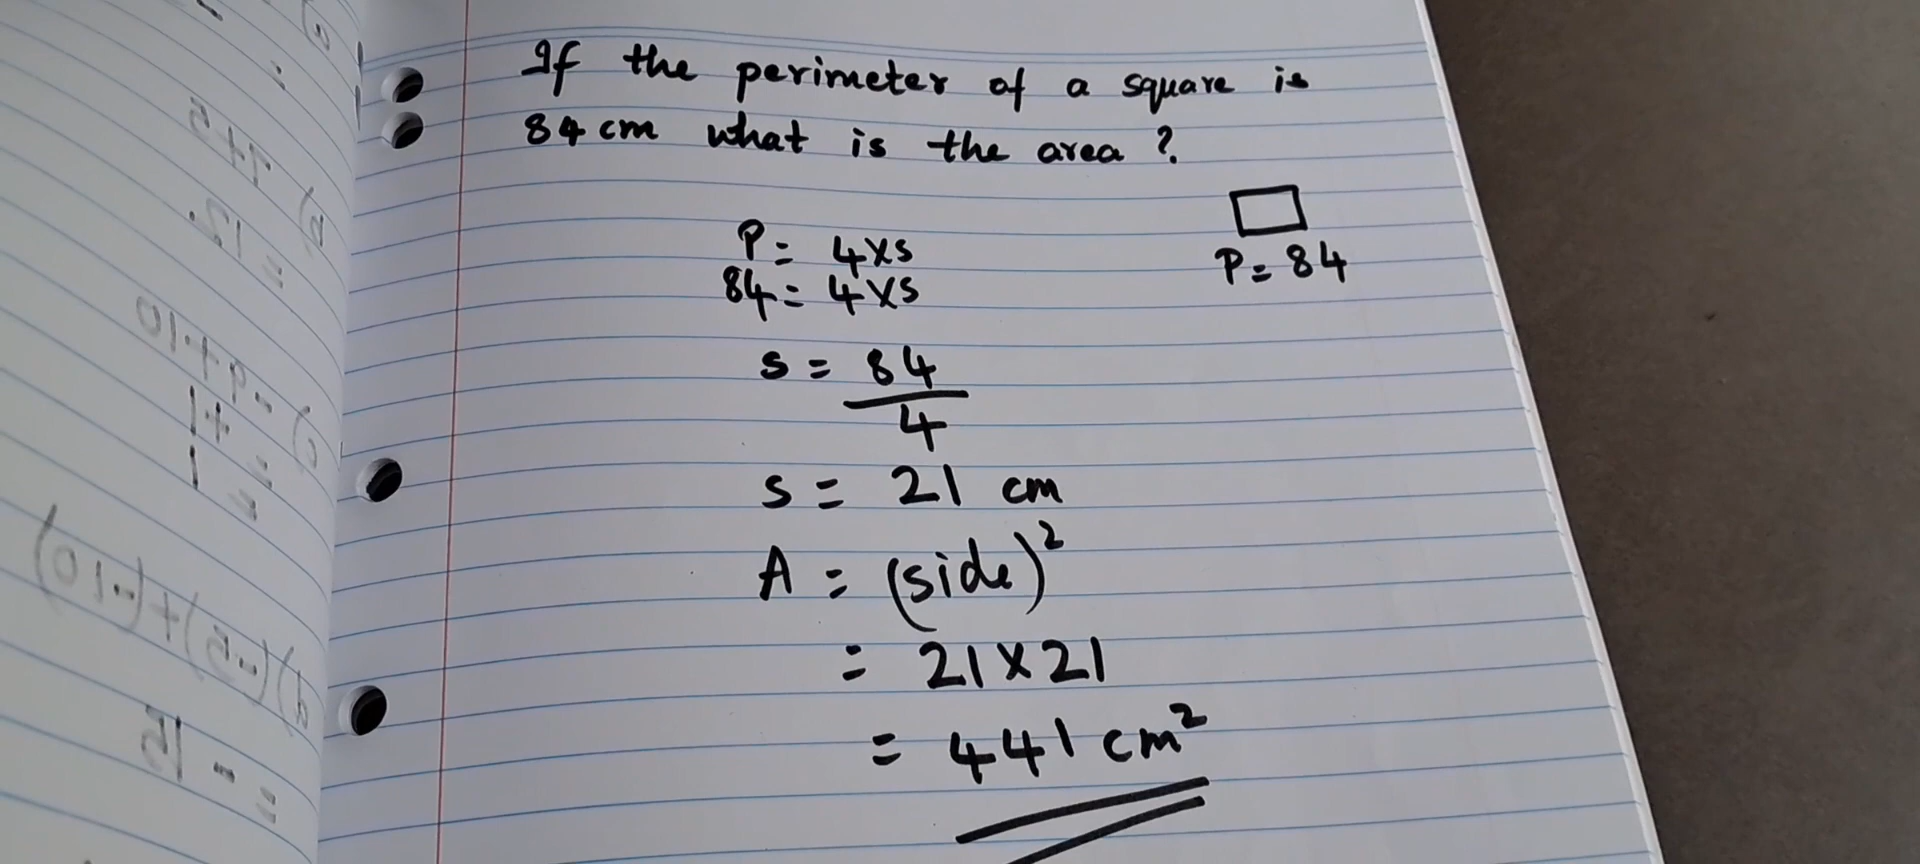 If the perimeter of a square is
84 cm what is the area ?
P = 84
P = 4×s
84 = 4×s
s = 84
4
s = 21 cm
A = (side)²
= 21×21
= 441 cm²